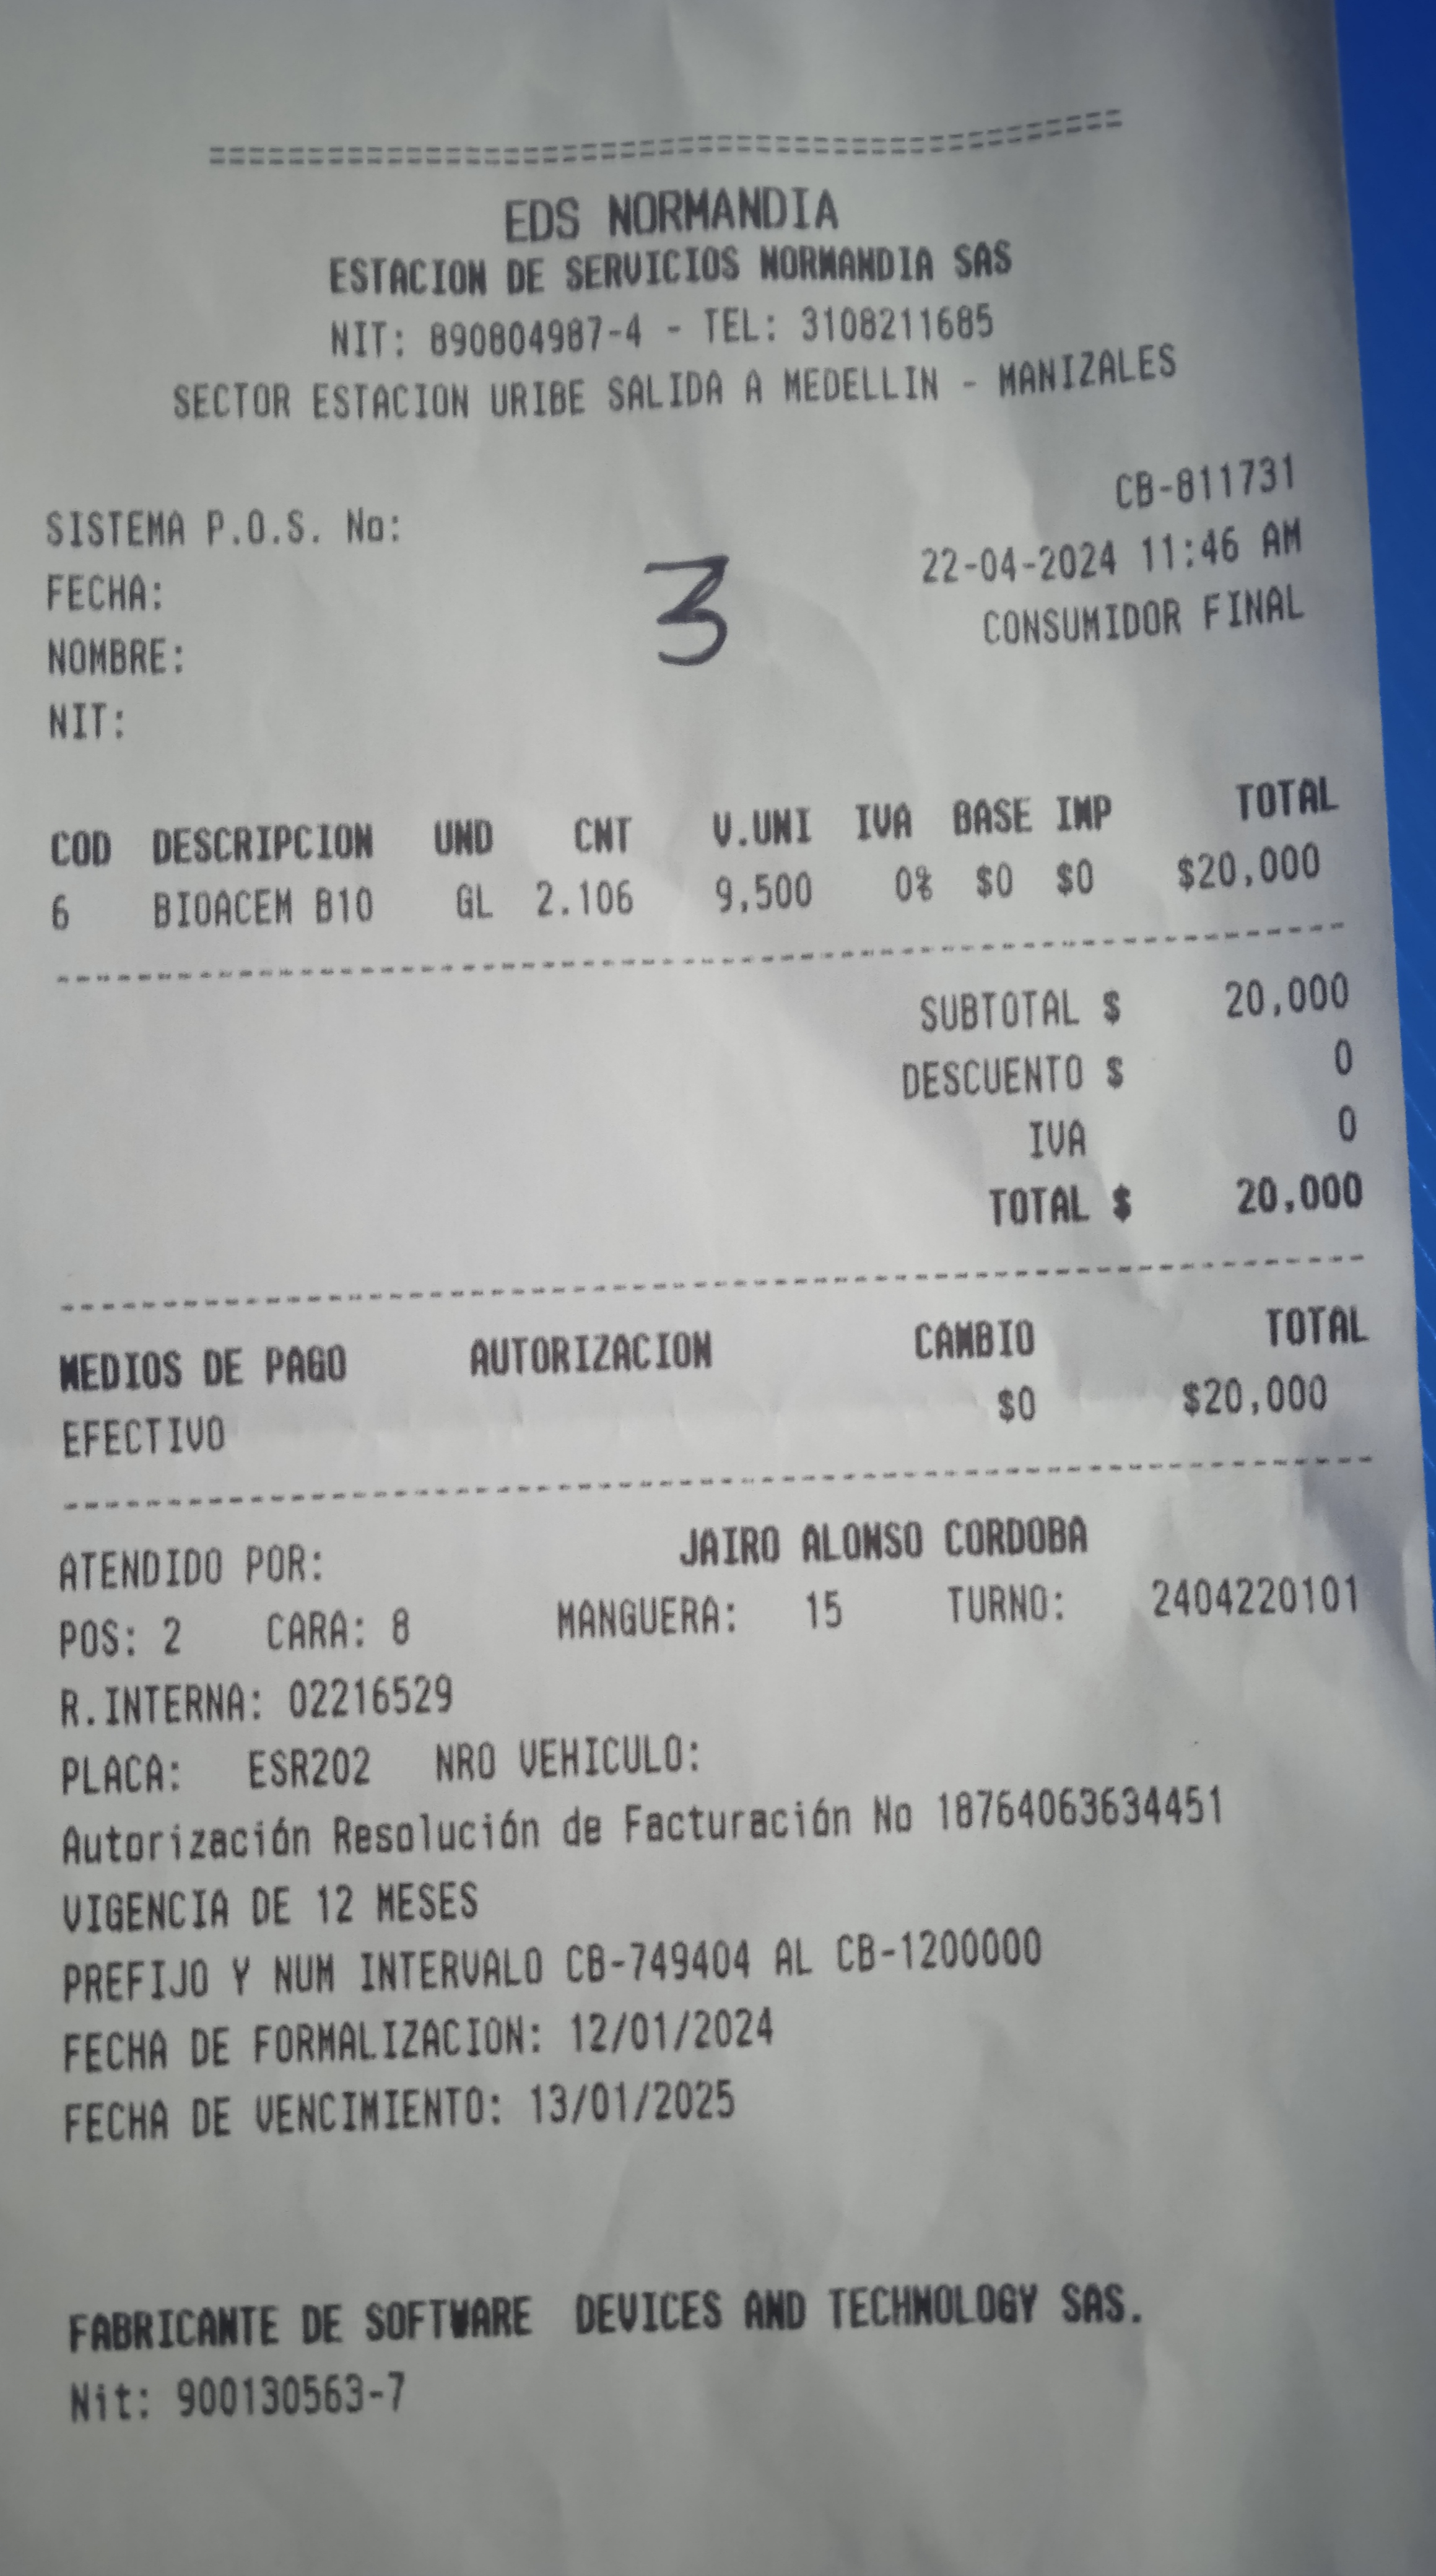 EDS NORMANDIA
ESTACION DE SERVICIOS NORMANDIA SAS
NIT: 890804987-4 - TEL: 3108211685
SECTOR ESTACION URIBE SALIDA A MEDELLIN - MANIZALES
SISTEMA P.O.S. No: CB-811731
FECHA: 22-04-2024 11:46 AM
NOMBRE: CONSUMIDOR FINAL
3
NIT:
COD DESCRIPCION UND CNT V.UNI IVA BASE IMP TOTAL
6 BIOACEM B10 GL 2.106 9,500 0% $0 $0 $20,000
SUBTOTAL $ 20,000
DESCUENTO $ 0
IVA 0
TOTAL $ 20,000
MEDIOS DE PAGO AUTORIZACION CAMBIO TOTAL
EFECTIVO $0 $20,000
ATENDIDO POR: JAIRO ALONSO CORDOBA
POS: 2 CARA: 8 MANGUERA: 15 TURNO: 2404220101
R.INTERNA: 02216529
PLACA: ESR202 NRO VEHICULO:
Autorización Resolución de Facturación No 18764063634451
VIGENCIA DE 12 MESES
PREFIJO Y NUM INTERVALO CB-749404 AL CB-1200000
FECHA DE FORMALIZACION: 12/01/2024
FECHA DE VENCIMIENTO: 13/01/2025
FABRICANTE DE SOFTWARE DEVICES AND TECHNOLOGY SAS.
Nit: 900130563-7